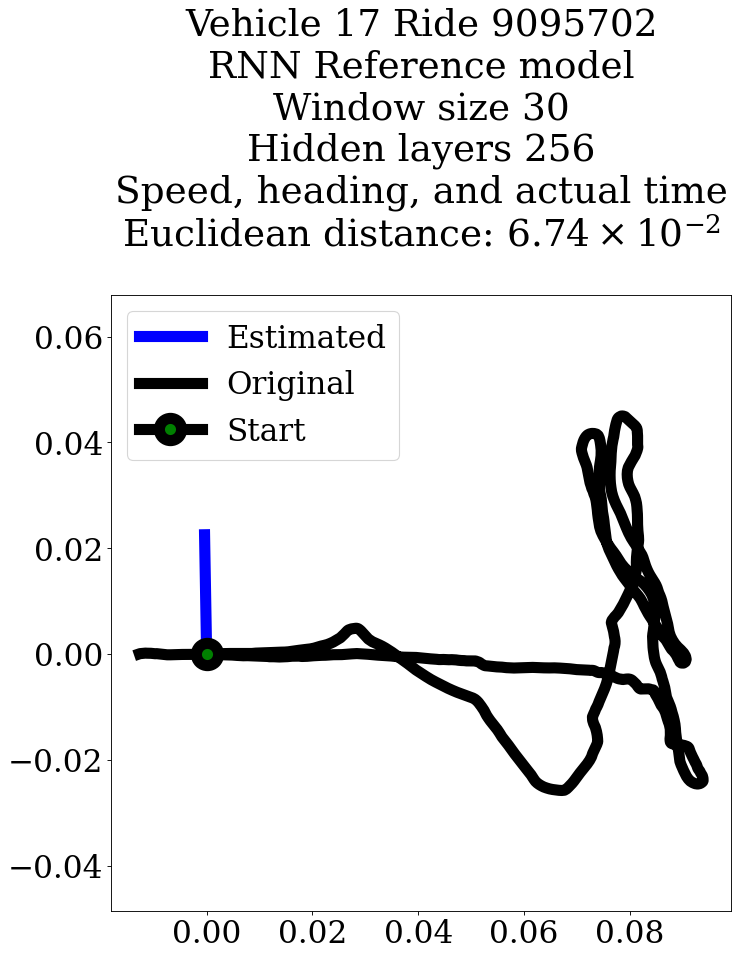 Vehicle 17 Ride 9095702
RNN Reference model
Window size 30
Hidden layers 256
Speed, heading, and actual time
Euclidean distance: 6.74 × 10⁻²
Estimated
Original
Start
0.06
0.04
0.02
0.00
−0.02
−0.04
0.00 0.02 0.04 0.06 0.08